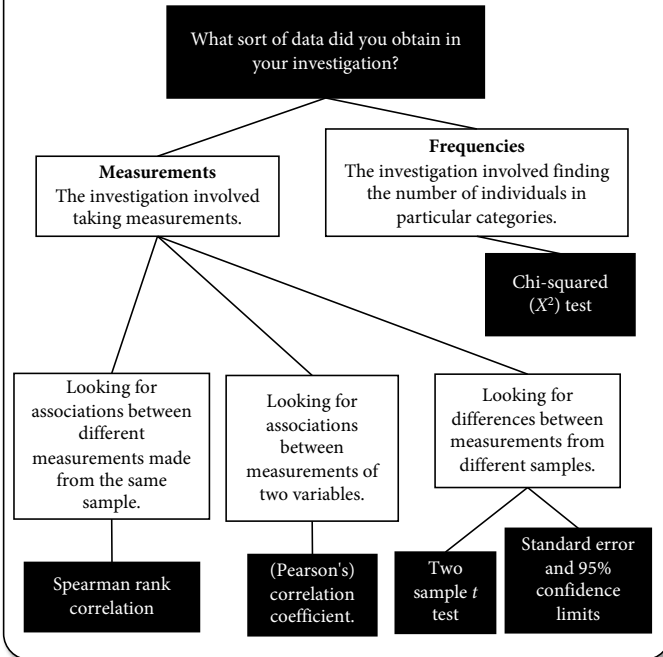 What sort of data did you obtain in
your investigation?
Measurements
The investigation involved
taking measurements.
Frequencies
The investigation involved finding
the number of individuals in
particular categories.
Chi-squared
(X²) test
Looking for
associations between
different
measurements made
from the same
sample.
Looking for
associations
between
measurements of
two variables.
Looking for
differences between
measurements from
different samples.
Spearman rank
correlation
(Pearson's)
correlation
coefficient.
Two
sample t
test
Standard error
and 95%
confidence
limits